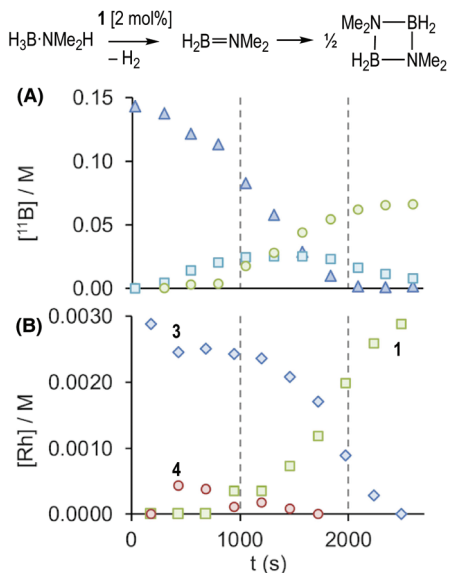 1 [2 mol%]
H₃B·NMe₂H
– H₂
H₂B=NMe₂
½
Me₂N
BH₂
H₂B
NMe₂
(A)
[¹¹B] / M
0.15
0.10
0.05
0.00
(B)
[Rh] / M
0.0030
0.0020
0.0010
0.0000
3
1
4
0
1000
2000
t (s)